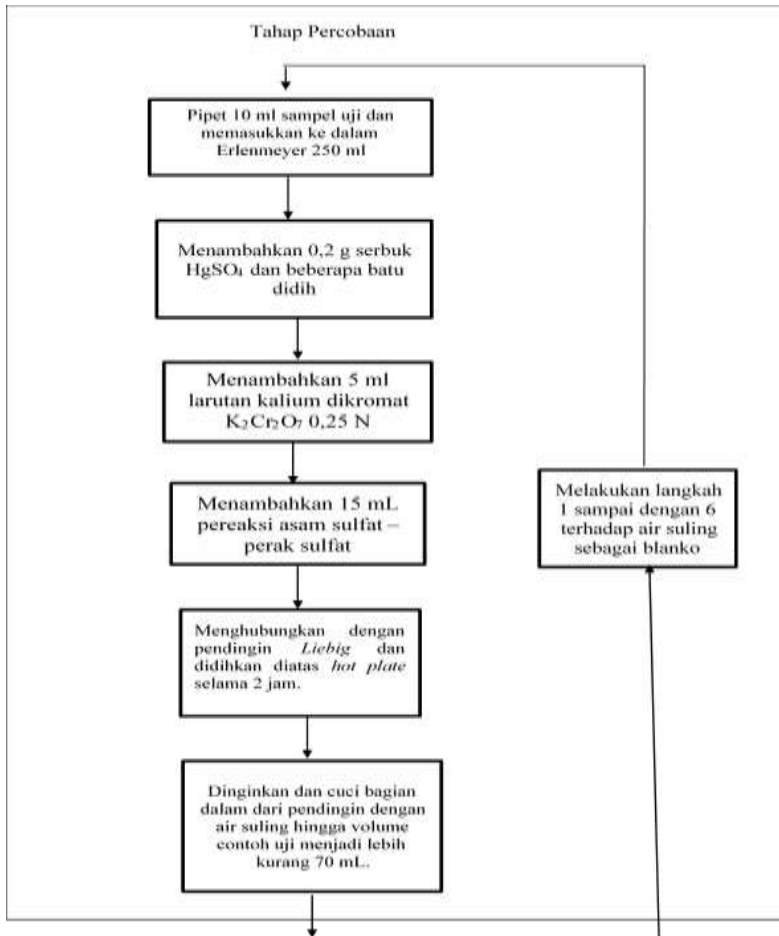 Tahap Percobaan
Pipet 10 ml sampel uji dan
memasukkan ke dalam
Erlenmeyer 250 ml
Menambahkan 0,2 g serbuk
HgSO₄ dan beberapa batu
didih
Menambahkan 5 ml
larutan kalium dikromat
K₂Cr₂O₇ 0,25 N
Menambahkan 15 mL
pereaksi asam sulfat –
perak sulfat
Menghubungkan dengan
pendingin Liebig dan
didihkan diatas hot plate
selama 2 jam.
Dinginkan dan cuci bagian
dalam dari pendingin dengan
air suling hingga volume
contoh uji menjadi lebih
kurang 70 mL.
Melakukan langkah
1 sampai dengan 6
terhadap air suling
sebagai blanko